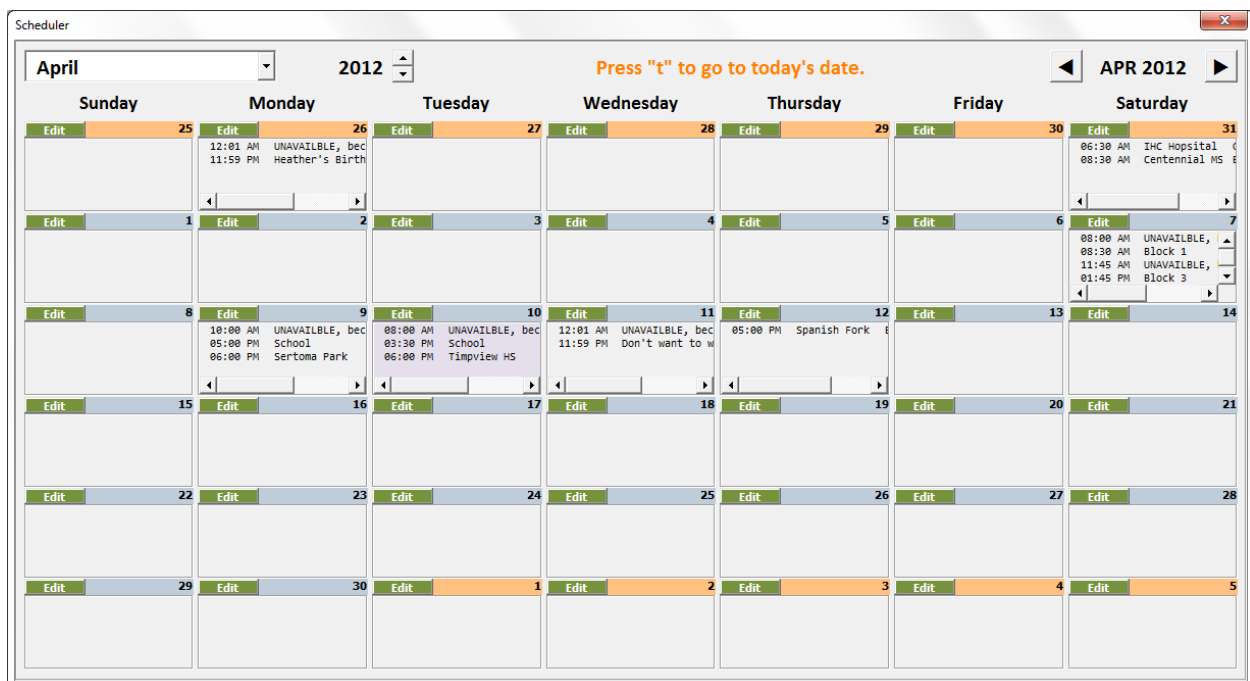 Scheduler
April 2012 Press "t" to go to today's date. APR 2012
Sunday Monday Tuesday Wednesday Thursday Friday Saturday
Edit 25 Edit 26 Edit 27 Edit 28 Edit 29 Edit 30 Edit 31
12:01 AM UNAVAILBLE, bec 06:30 AM IHC Hopsital
11:59 PM Heather's Birth 08:30 AM Centennial MS
Edit 1 Edit 2 Edit 3 Edit 4 Edit 5 Edit 6 Edit 7
08:00 AM UNAVAILBLE,
08:30 AM Block 1
11:45 AM UNAVAILBLE,
01:45 PM Block 3
Edit 8 Edit 9 Edit 10 Edit 11 Edit 12 Edit 13 Edit 14
10:00 AM UNAVAILBLE, bec 08:00 AM UNAVAILBLE, bec 12:01 AM UNAVAILBLE, bec 05:00 PM Spanish Fork
05:00 PM School 03:30 PM School 11:59 PM Don't want to w
06:00 PM Sertoma Park 06:00 PM Timpview HS
Edit 15 Edit 16 Edit 17 Edit 18 Edit 19 Edit 20 Edit 21
Edit 22 Edit 23 Edit 24 Edit 25 Edit 26 Edit 27 Edit 28
Edit 29 Edit 30 Edit 1 Edit 2 Edit 3 Edit 4 Edit 5